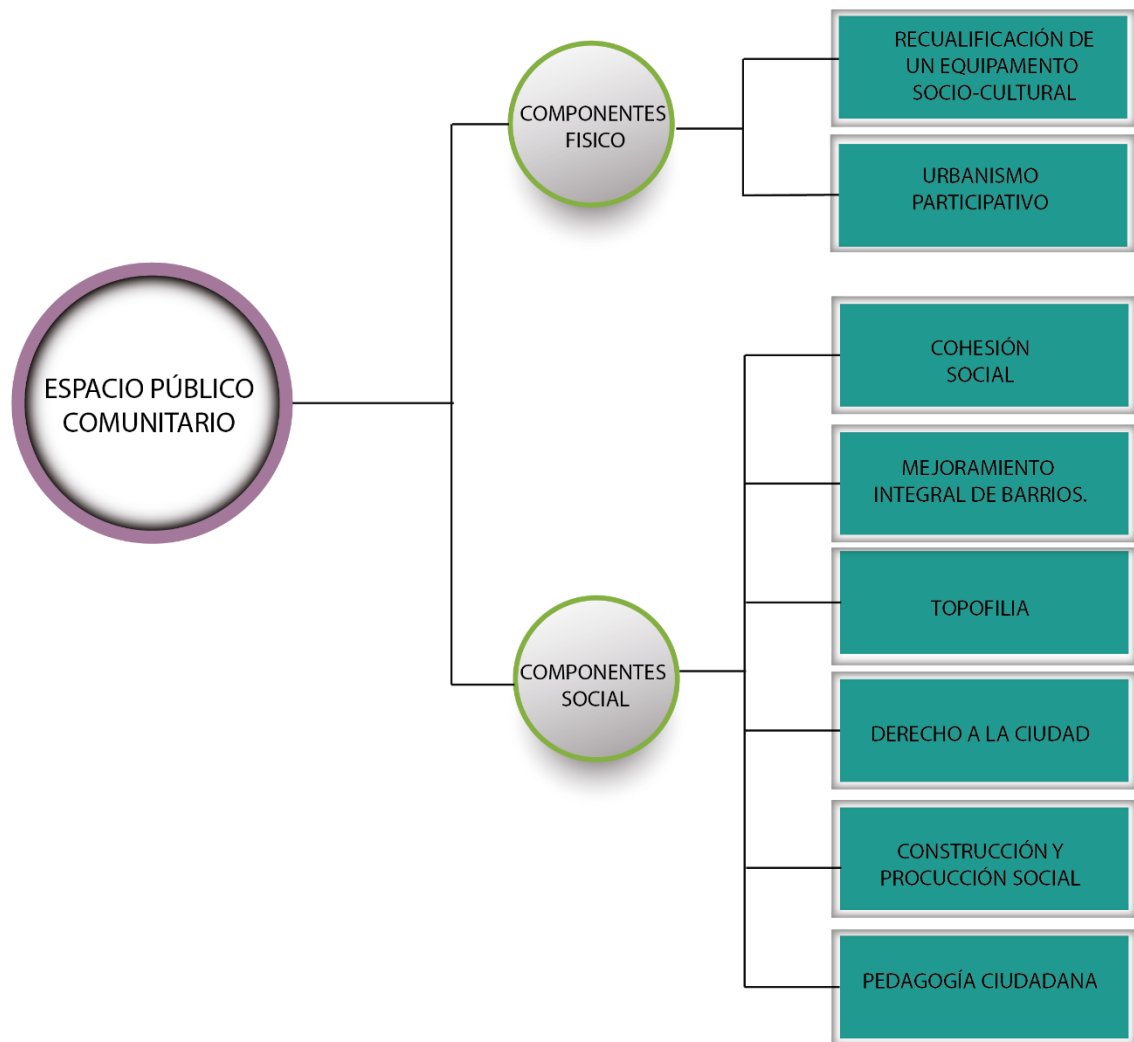 ESPACIO PÚBLICO
COMUNITARIO
COMPONENTES
FISICO
RECUALIFICACIÓN DE
UN EQUIPAMENTO
SOCIO-CULTURAL
URBANISMO
PARTICIPATIVO
COMPONENTES
SOCIAL
COHESIÓN
SOCIAL
MEJORAMIENTO
INTEGRAL DE BARRIOS.
TOPOFILIA
DERECHO A LA CIUDAD
CONSTRUCCIÓN Y
PROCUCCIÓN SOCIAL
PEDAGOGÍA CIUDADANA